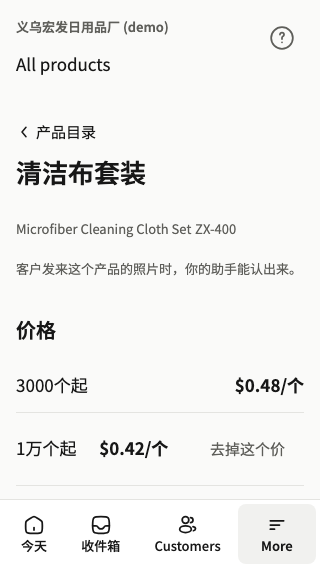 义乌宏发日用品厂 (demo)
All products
产品目录
清洁布套装
Microfiber Cleaning Cloth Set ZX-400
客户发来这个产品的照片时，你的助手能认出来。
价格
3000个起 $0.48/个
1万个起 $0.42/个 去掉这个价
今天 收件箱 Customers More